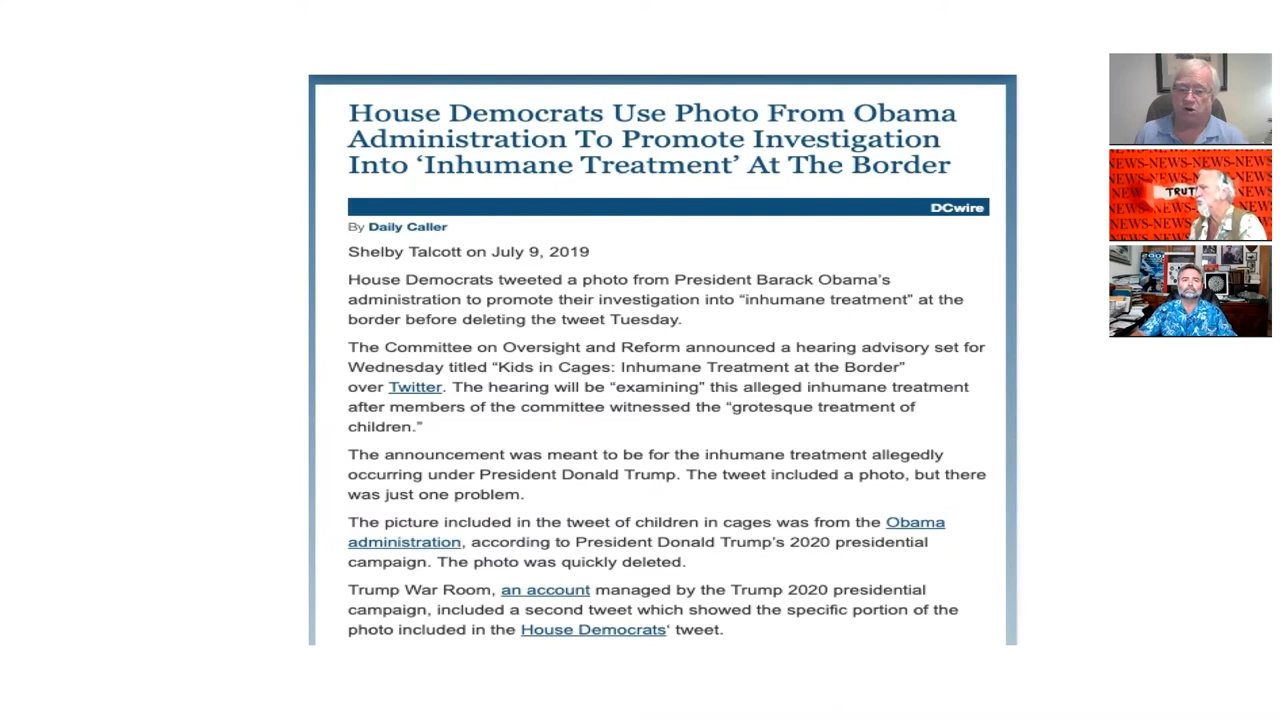 House Democrats Use Photo From Obama
Administration To Promote Investigation
Into ‘Inhumane Treatment’ At The Border
DCwire
By Daily Caller
Shelby Talcott on July 9, 2019
House Democrats tweeted a photo from President Barack Obama’s
administration to promote their investigation into “inhumane treatment” at the
border before deleting the tweet Tuesday.
The Committee on Oversight and Reform announced a hearing advisory set for
Wednesday titled “Kids in Cages: Inhumane Treatment at the Border”
over Twitter. The hearing will be “examining” this alleged inhumane treatment
after members of the committee witnessed the “grotesque treatment of
children.”
The announcement was meant to be for the inhumane treatment allegedly
occurring under President Donald Trump. The tweet included a photo, but there
was just one problem.
The picture included in the tweet of children in cages was from the Obama
administration, according to President Donald Trump’s 2020 presidential
campaign. The photo was quickly deleted.
Trump War Room, an account managed by the Trump 2020 presidential
campaign, included a second tweet which showed the specific portion of the
photo included in the House Democrats‘ tweet.
NEWS-NEWS-NEWS-NEWS